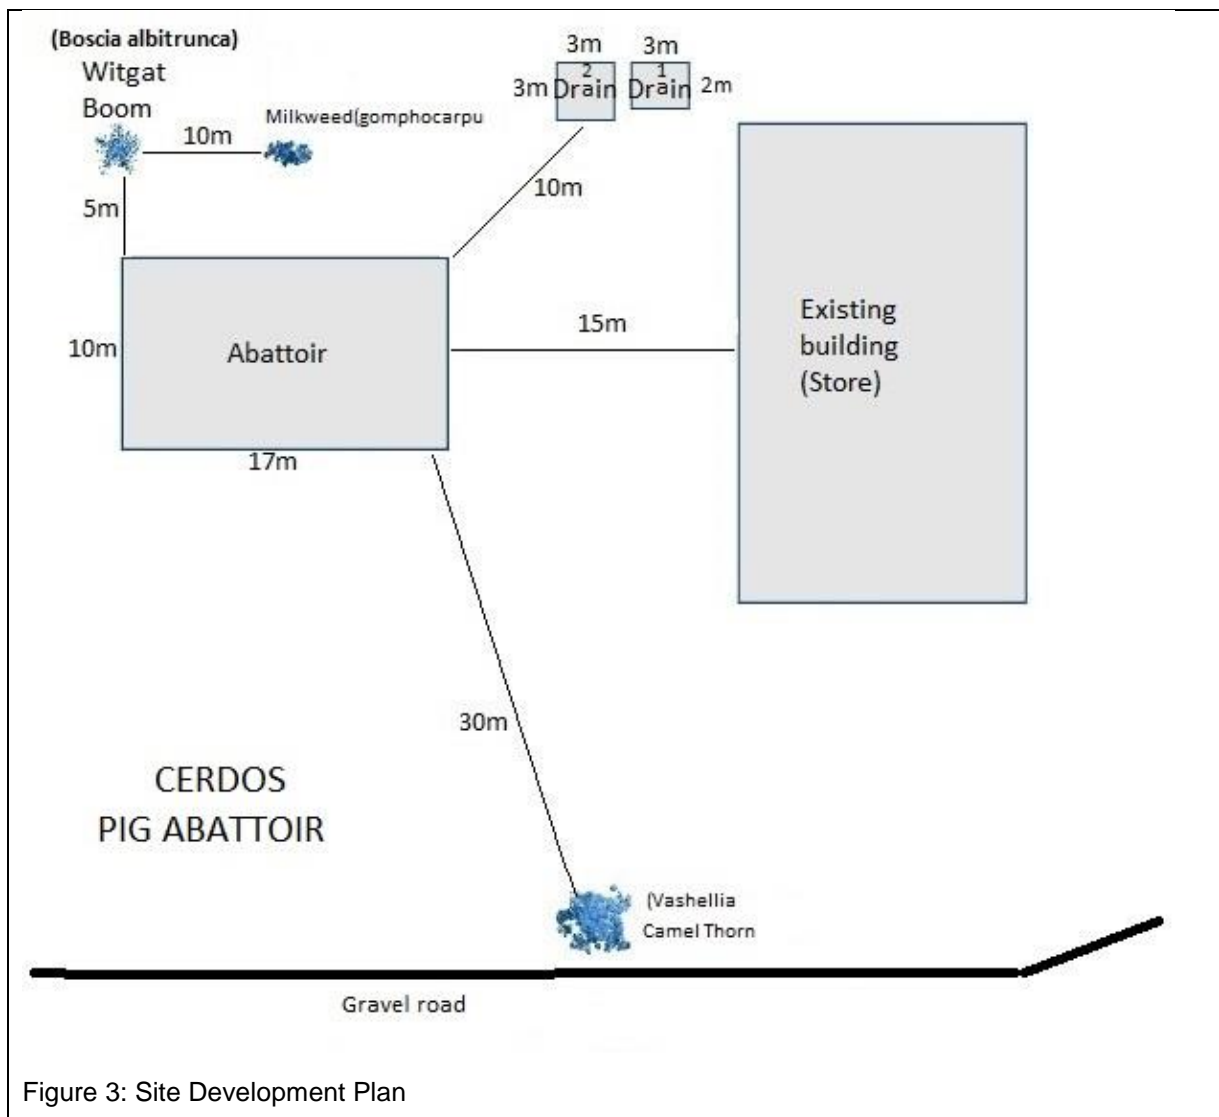 (Boscia albitrunca)
Witgat
Boom
10m
Milkweed(gomphocarpu
5m
3m
3m
3m
2
Drain
1
Drain
2m
10m
10m
Abattoir
17m
15m
Existing
building
(Store)
30m
CERDOS
PIG ABATTOIR
(Vashellia
Camel Thorn
Gravel road
Figure 3: Site Development Plan